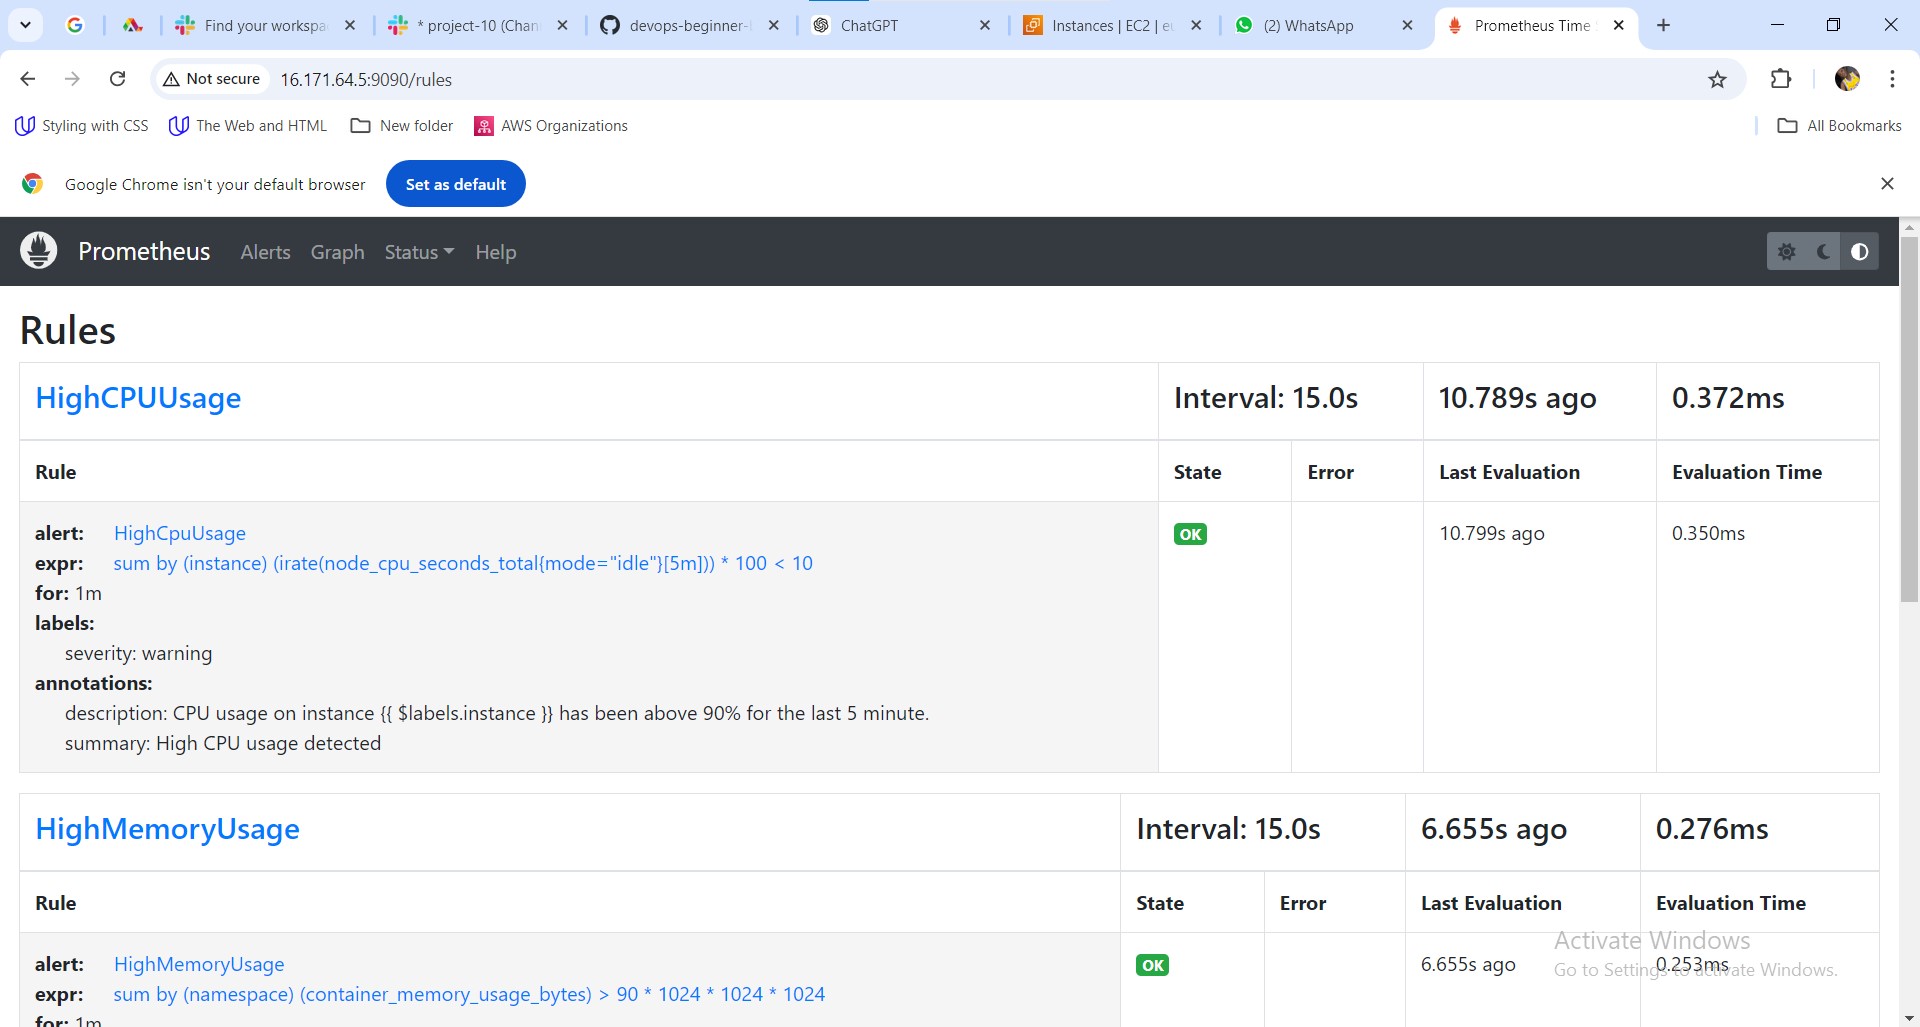 Find your workspa
* project-10 (Chan
devops-beginner-
ChatGPT
Instances | EC2 | eu
(2) WhatsApp
Prometheus Time
Not secure
16.171.64.5:9090/rules
Styling with CSS
The Web and HTML
New folder
AWS Organizations
All Bookmarks
Google Chrome isn't your default browser
Set as default
Prometheus
Alerts
Graph
Status
Help
Rules
HighCPUUsage
Interval: 15.0s
10.789s ago
0.372ms
Rule
State
Error
Last Evaluation
Evaluation Time
alert: HighCpuUsage
OK
10.799s ago
0.350ms
expr: sum by (instance) (irate(node_cpu_seconds_total{mode="idle"}[5m])) * 100 < 10
for: 1m
labels:
severity: warning
annotations:
description: CPU usage on instance {{ $labels.instance }} has been above 90% for the last 5 minute.
summary: High CPU usage detected
HighMemoryUsage
Interval: 15.0s
6.655s ago
0.276ms
Rule
State
Error
Last Evaluation
Evaluation Time
alert: HighMemoryUsage
OK
6.655s ago
0.253ms
expr: sum by (namespace) (container_memory_usage_bytes) > 90 * 1024 * 1024 * 1024
for: 1m
Activate Windows
Go to Settings to activate Windows.